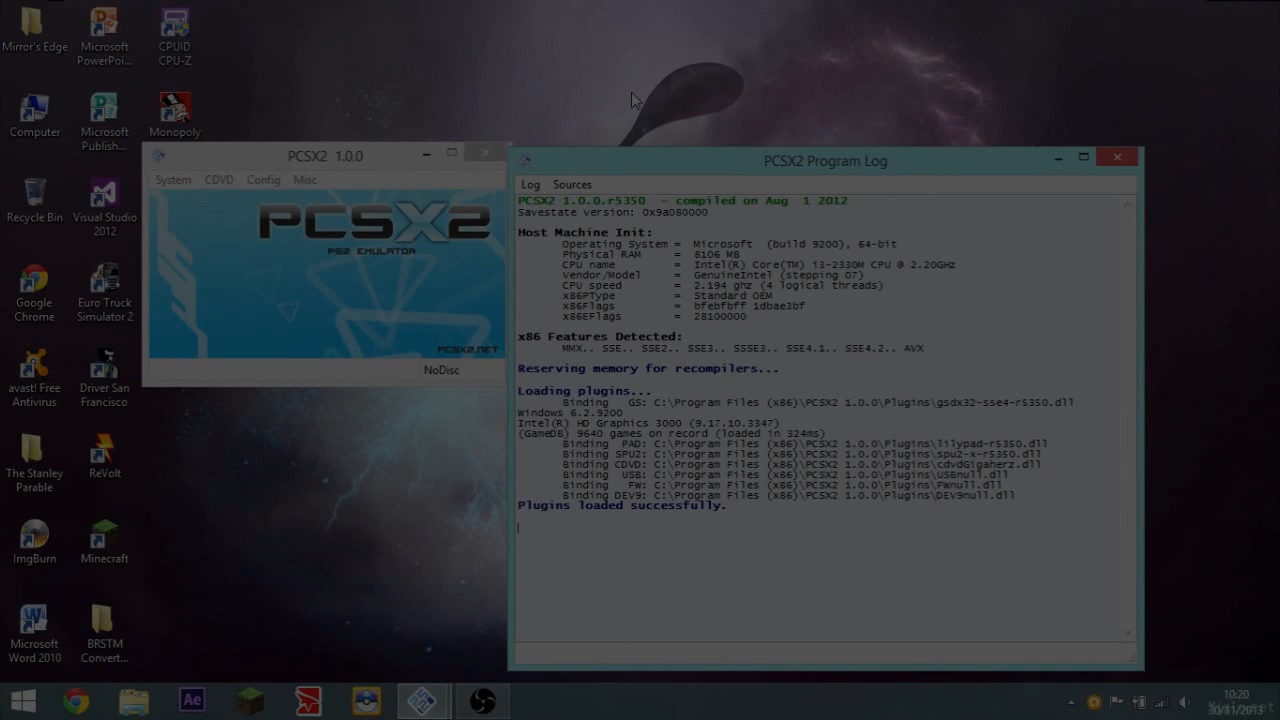 Mirror's Edge
Microsoft
PowerPoi...
CPUID
CPU-Z
Computer
Microsoft
Publish...
Monopoly
Recycle Bin
Visual Studio
2012
Google
Chrome
Euro Truck
Simulator 2
avast! Free
Antivirus
Driver San
Francisco
The Stanley
Parable
ReVolt
ImgBurn
Minecraft
Microsoft
Word 2010
BRSTM
Convert...
PCSX2 1.0.0
System CDVD Config Misc
PCSX2
PS2 EMULATOR
PCSX2.NET
NoDisc
PCSX2 Program Log
Log Sources
PCSX2 1.0.0.r5350 - compiled on Aug 1 2012
Savestate version: 0x9a080000
Host Machine Init:
Operating System = Microsoft (build 9200), 64-bit
Physical RAM = 8106 MB
CPU name = Intel(R) Core(TM) i3-2330M CPU @ 2.20GHz
Vendor/Model = GenuineIntel (stepping 07)
CPU speed = 2.194 ghz (4 logical threads)
x86PType = Standard OEM
x86Flags = bfebfbff 1dbae3bf
x86EFlags = 28100000
x86 Features Detected:
MMX.. SSE.. SSE2.. SSE3.. SSSE3.. SSE4.1.. SSE4.2.. AVX
Reserving memory for recompilers...
Loading plugins...
Binding GS: C:\Program Files (x86)\PCSX2 1.0.0\Plugins\gsdx32-sse4-r5350.dll
Windows 6.2.9200
Intel(R) HD Graphics 3000 (9.17.10.3347)
(GameDB) 9640 games on record (loaded in 324ms)
Binding PAD: C:\Program Files (x86)\PCSX2 1.0.0\Plugins\lilypad-r5350.dll
Binding SPU2: C:\Program Files (x86)\PCSX2 1.0.0\Plugins\spu2-x-r5350.dll
Binding CDVD: C:\Program Files (x86)\PCSX2 1.0.0\Plugins\cdvdGigaherz.dll
Binding USB: C:\Program Files (x86)\PCSX2 1.0.0\Plugins\USBnull.dll
Binding FW: C:\Program Files (x86)\PCSX2 1.0.0\Plugins\FWnull.dll
Binding DEV9: C:\Program Files (x86)\PCSX2 1.0.0\Plugins\DEV9null.dll
Plugins loaded successfully.
Ae
10:20
30/11/2013